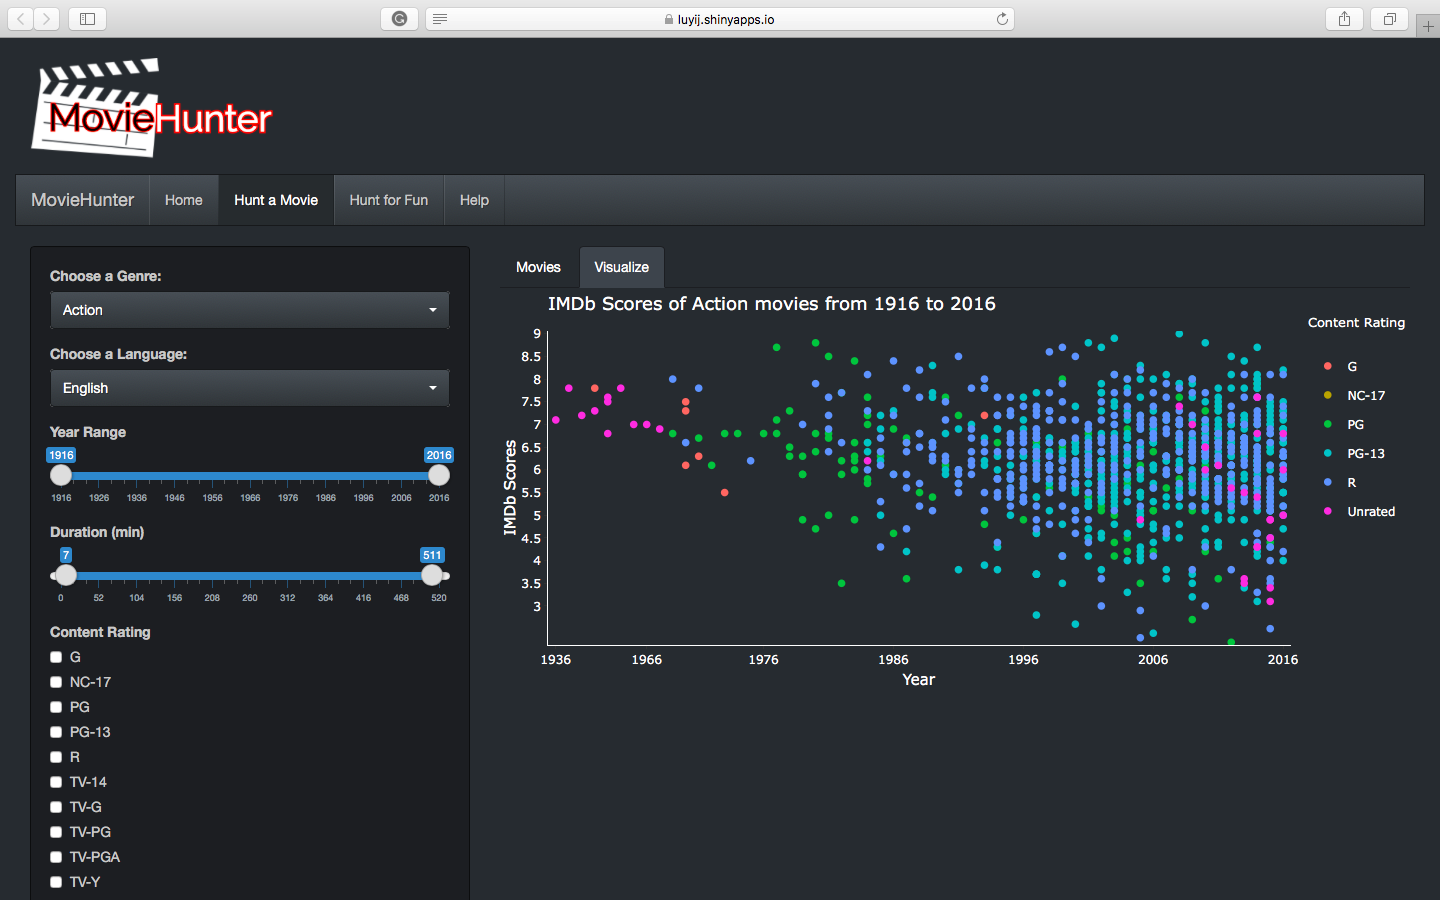 luyij.shinyapps.io
MovieHunter
MovieHunter
Home
Hunt a Movie
Hunt for Fun
Help
Choose a Genre:
Action
Choose a Language:
English
Year Range
1916
2016
1916 1926 1936 1946 1956 1966 1976 1986 1996 2006 2016
Duration (min)
7
511
0 52 104 156 208 260 312 364 416 468 520
Content Rating
G
NC-17
PG
PG-13
R
TV-14
TV-G
TV-PG
TV-PGA
TV-Y
Movies
Visualize
IMDb Scores of Action movies from 1916 to 2016
IMDb Scores
9
8.5
8
7.5
7
6.5
6
5.5
5
4.5
4
3.5
3
1936 1966 1976 1986 1996 2006 2016
Year
Content Rating
G
NC-17
PG
PG-13
R
Unrated